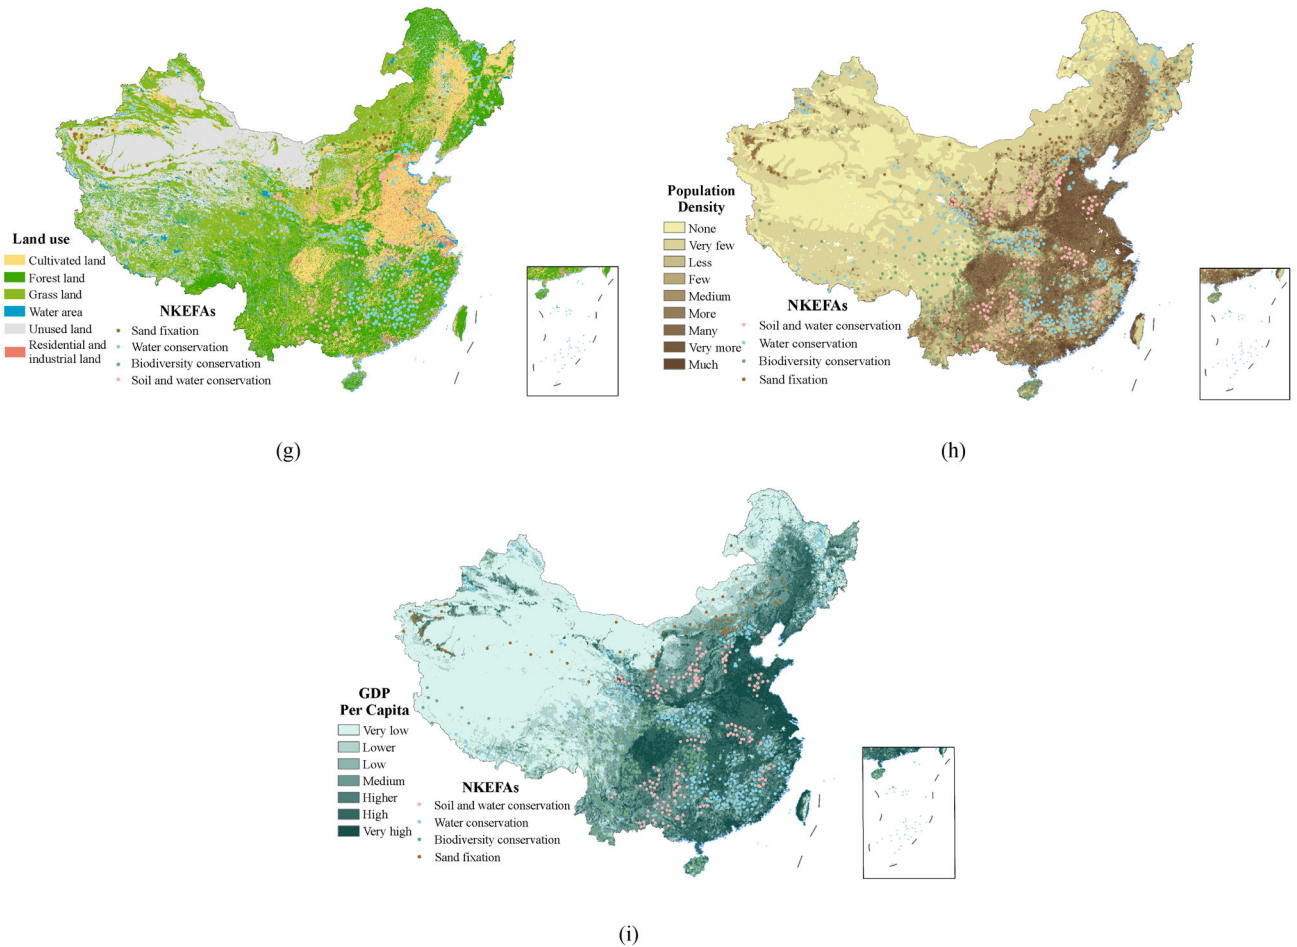 Land use
Cultivated land
Forest land
Grass land
Water area
Unused land
Residential and
industrial land
NKEFAs
Sand fixation
Water conservation
Biodiversity conservation
Soil and water conservation
(g)
Population
Density
None
Very few
Less
Few
Medium
More
Many
Very more
Much
NKEFAs
Soil and water conservation
Water conservation
Biodiversity conservation
Sand fixation
(h)
GDP
Per Capita
Very low
Lower
Low
Medium
Higher
High
Very high
NKEFAs
Soil and water conservation
Water conservation
Biodiversity conservation
Sand fixation
(i)